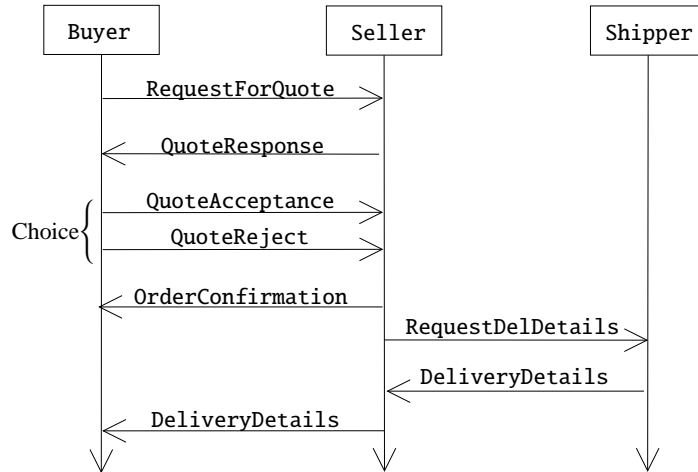 Buyer
Seller
Shipper
RequestForQuote
QuoteResponse
QuoteAcceptance
Choice
QuoteReject
OrderConfirmation
RequestDelDetails
DeliveryDetails
DeliveryDetails